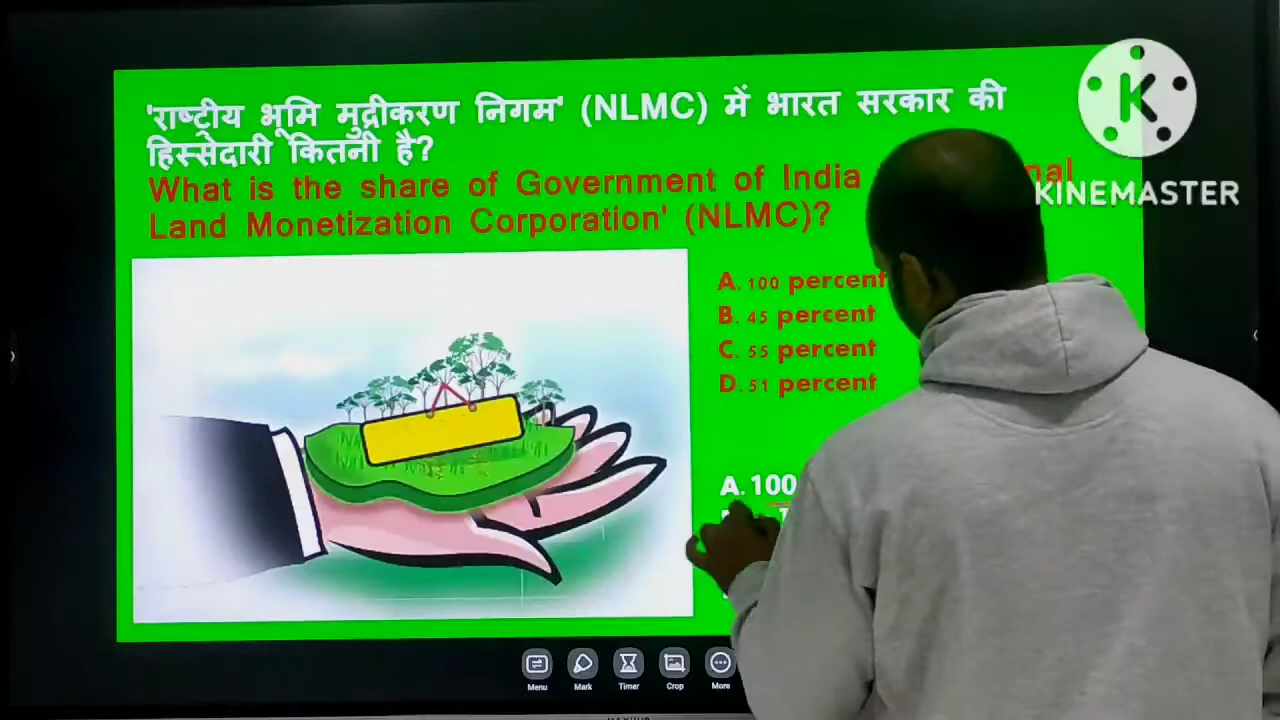 'राष्ट्रीय भूमि मुद्रीकरण निगम' (NLMC) में भारत सरकार की
हिस्सेदारी कितनी है?
What is the share of Government of India
Land Monetization Corporation' (NLMC)?
A. 100 percent
B. 45 percent
C. 55 percent
D. 51 percent
A. 100
KINEMASTER
Menu Mark Timer Crop More